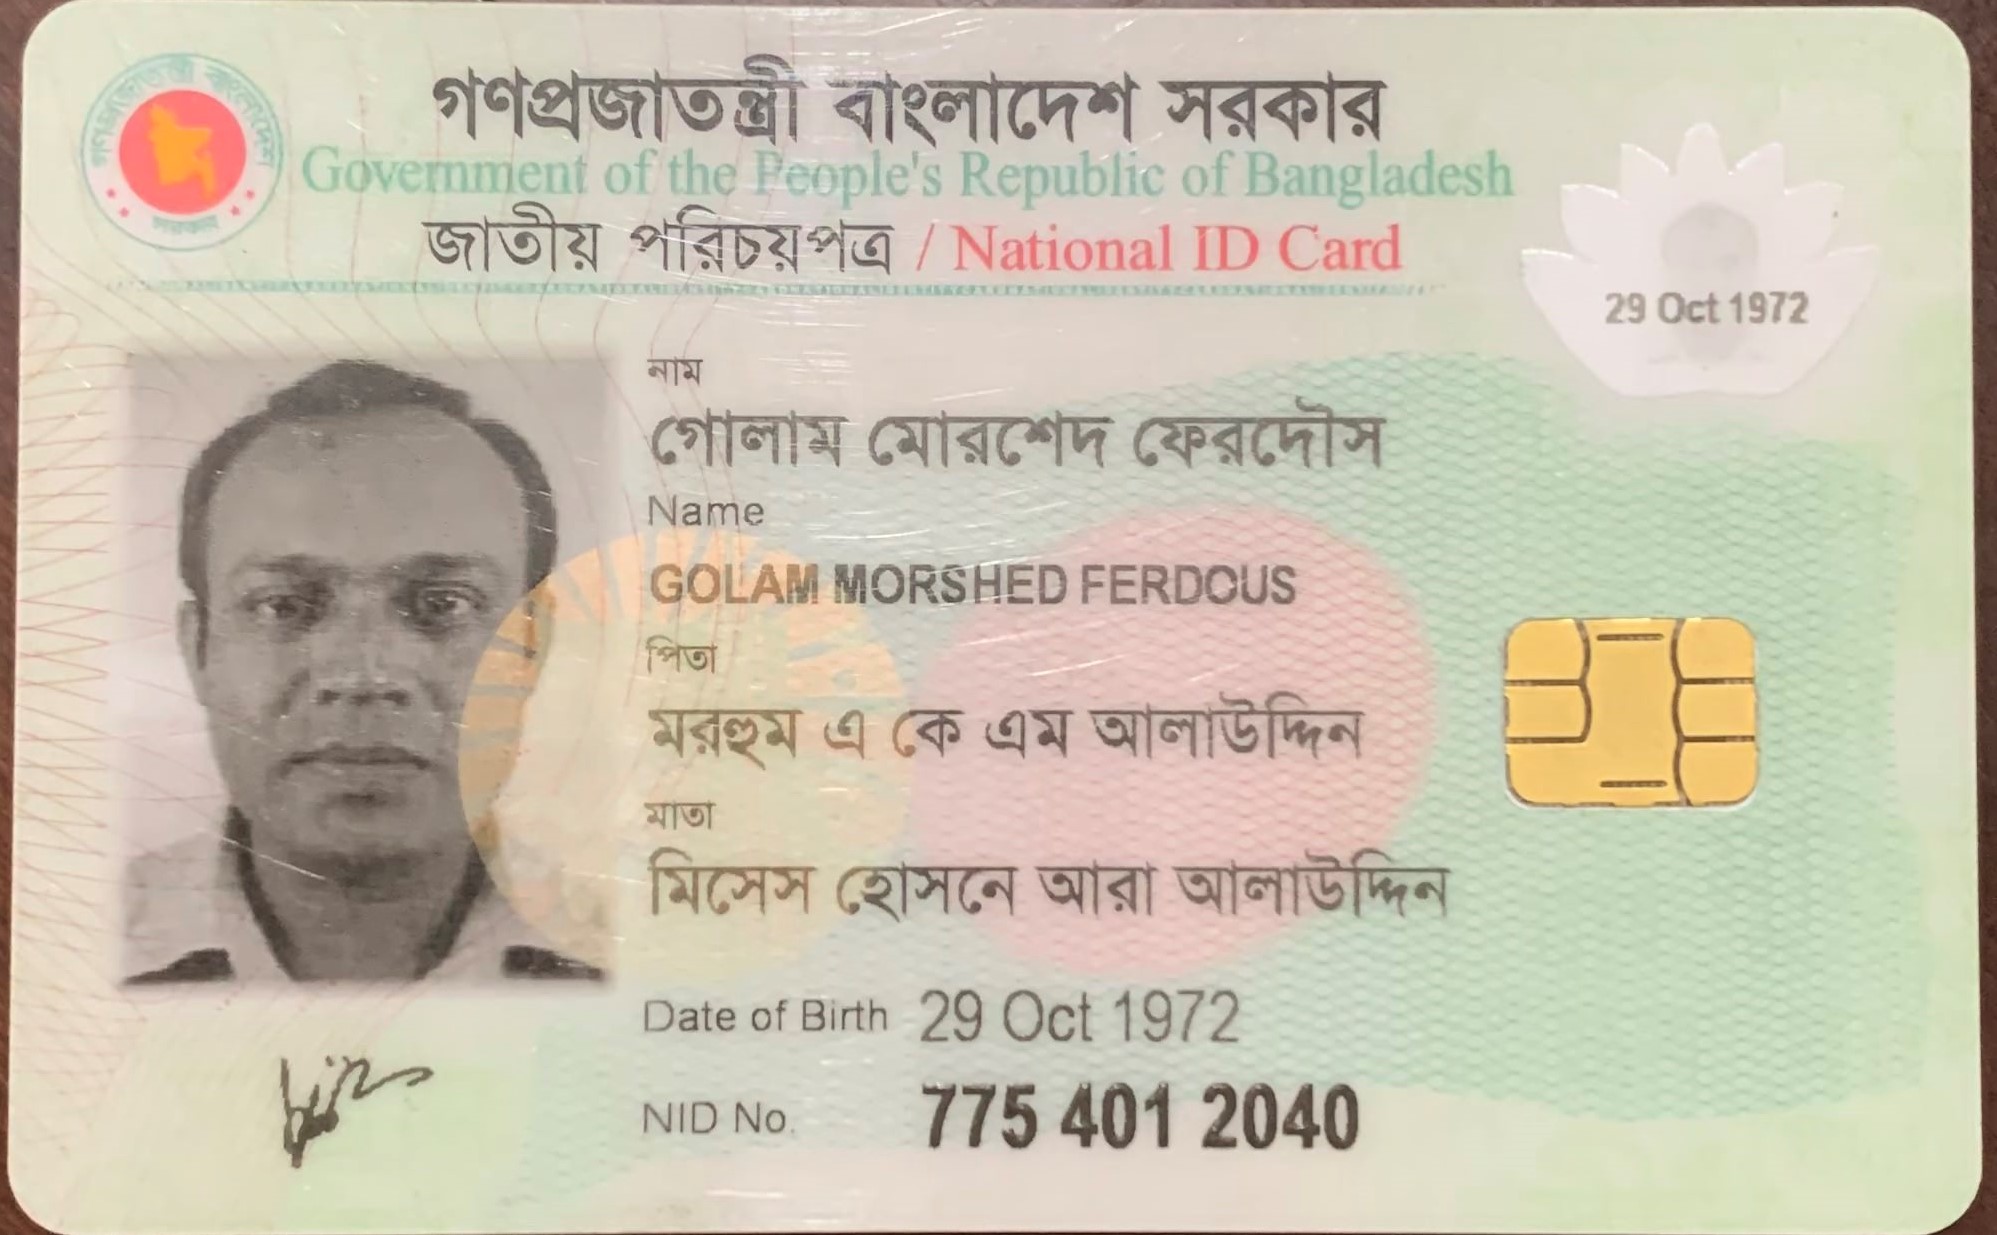 গণপ্রজাতন্ত্রী বাংলাদেশ সরকার
Government of the People's Republic of Bangladesh
জাতীয় পরিচয়পত্র / National ID Card
29 Oct 1972
নাম
গোলাম মোরশেদ ফেরদৌস
Name
GOLAM MORSHED FERDOUS
পিতা
মরহুম এ কে এম আলাউদ্দিন
মাতা
মিসেস হোসনে আরা আলাউদ্দিন
Date of Birth 29 Oct 1972
NID No. 775 401 2040